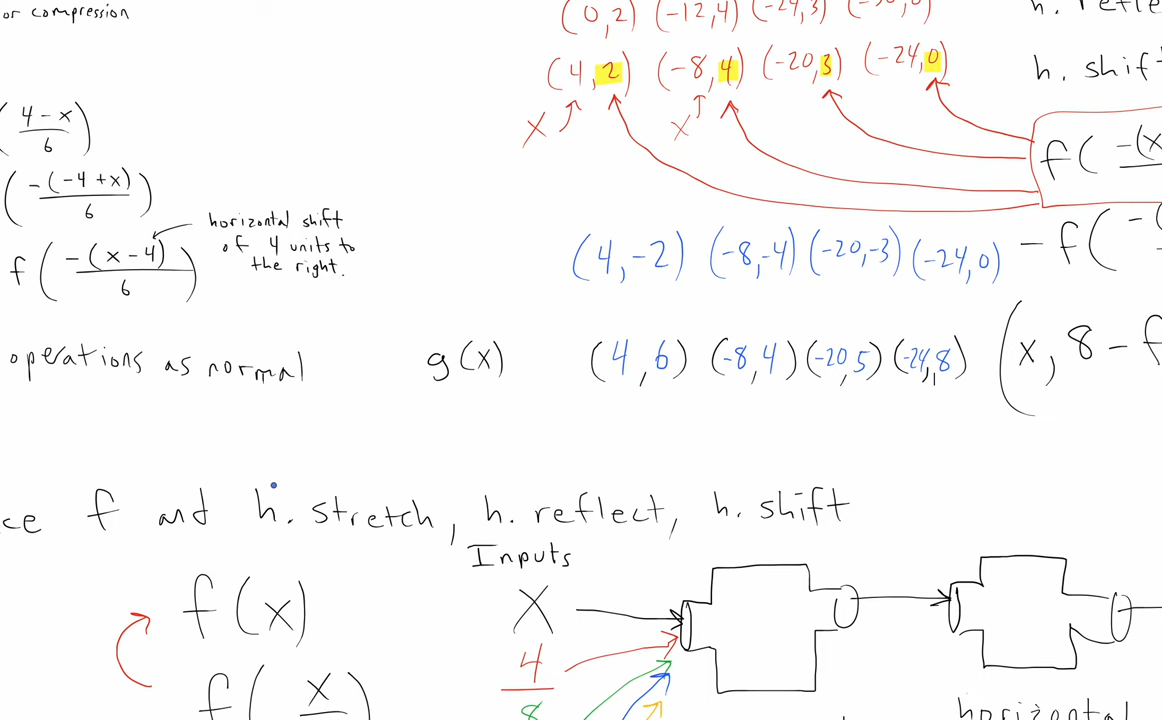 or compression
(0,2) (-12,4) (-24,3)
h. refle
(4,2) (-8,4) (-20,3) (-24,0)
h. shift
x x
(4-x)/6)
f( -(x
(-(-4+x)/6)
horizontal shift
of 4 units to
the right.
f(-(x-4)/6)
(4,-2) (-8,-4) (-20,-3) (-24,0) -f( -(
operations as normal
g(x) (4,6) (-8,4) (-20,5) (-24,8) (x, 8-f
ce f and h. stretch, h. reflect, h. shift
Inputs
f(x)
x
4
8
f( x )
horizontal